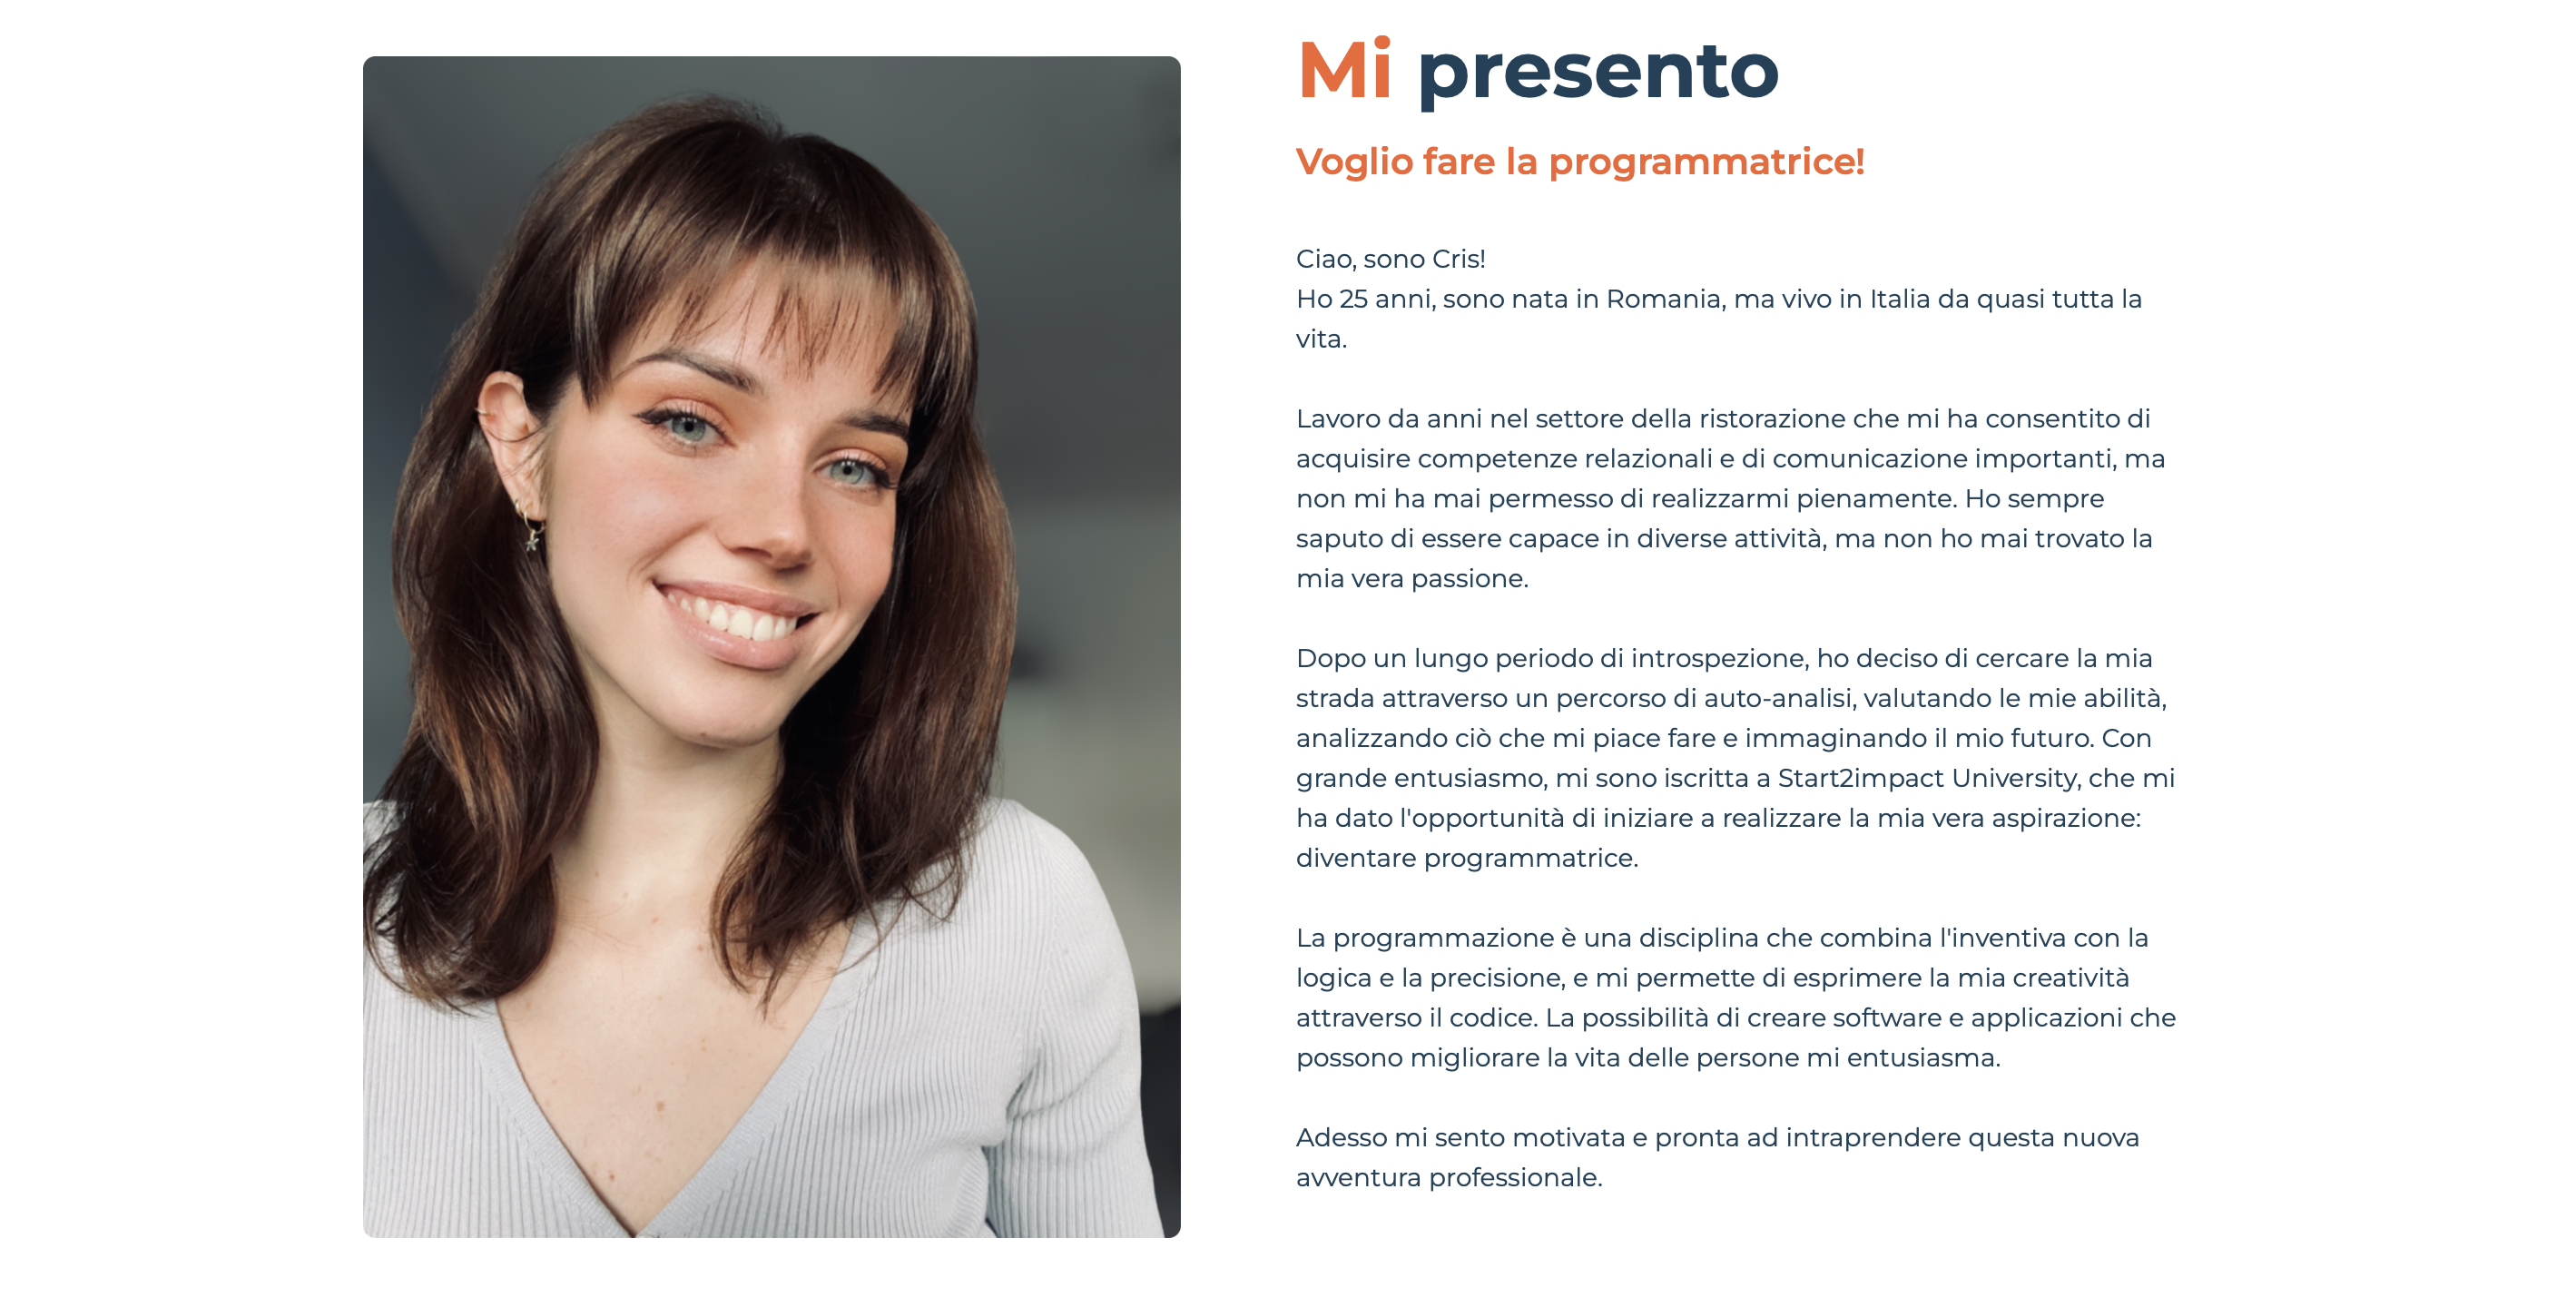 Mi presento
Voglio fare la programmatrice!
Ciao, sono Cris!
Ho 25 anni, sono nata in Romania, ma vivo in Italia da quasi tutta la
vita.
Lavoro da anni nel settore della ristorazione che mi ha consentito di
acquisire competenze relazionali e di comunicazione importanti, ma
non mi ha mai permesso di realizzarmi pienamente. Ho sempre
saputo di essere capace in diverse attività, ma non ho mai trovato la
mia vera passione.
Dopo un lungo periodo di introspezione, ho deciso di cercare la mia
strada attraverso un percorso di auto-analisi, valutando le mie abilità,
analizzando ciò che mi piace fare e immaginando il mio futuro. Con
grande entusiasmo, mi sono iscritta a Start2impact University, che mi
ha dato l'opportunità di iniziare a realizzare la mia vera aspirazione:
diventare programmatrice.
La programmazione è una disciplina che combina l'inventiva con la
logica e la precisione, e mi permette di esprimere la mia creatività
attraverso il codice. La possibilità di creare software e applicazioni che
possono migliorare la vita delle persone mi entusiasma.
Adesso mi sento motivata e pronta ad intraprendere questa nuova
avventura professionale.